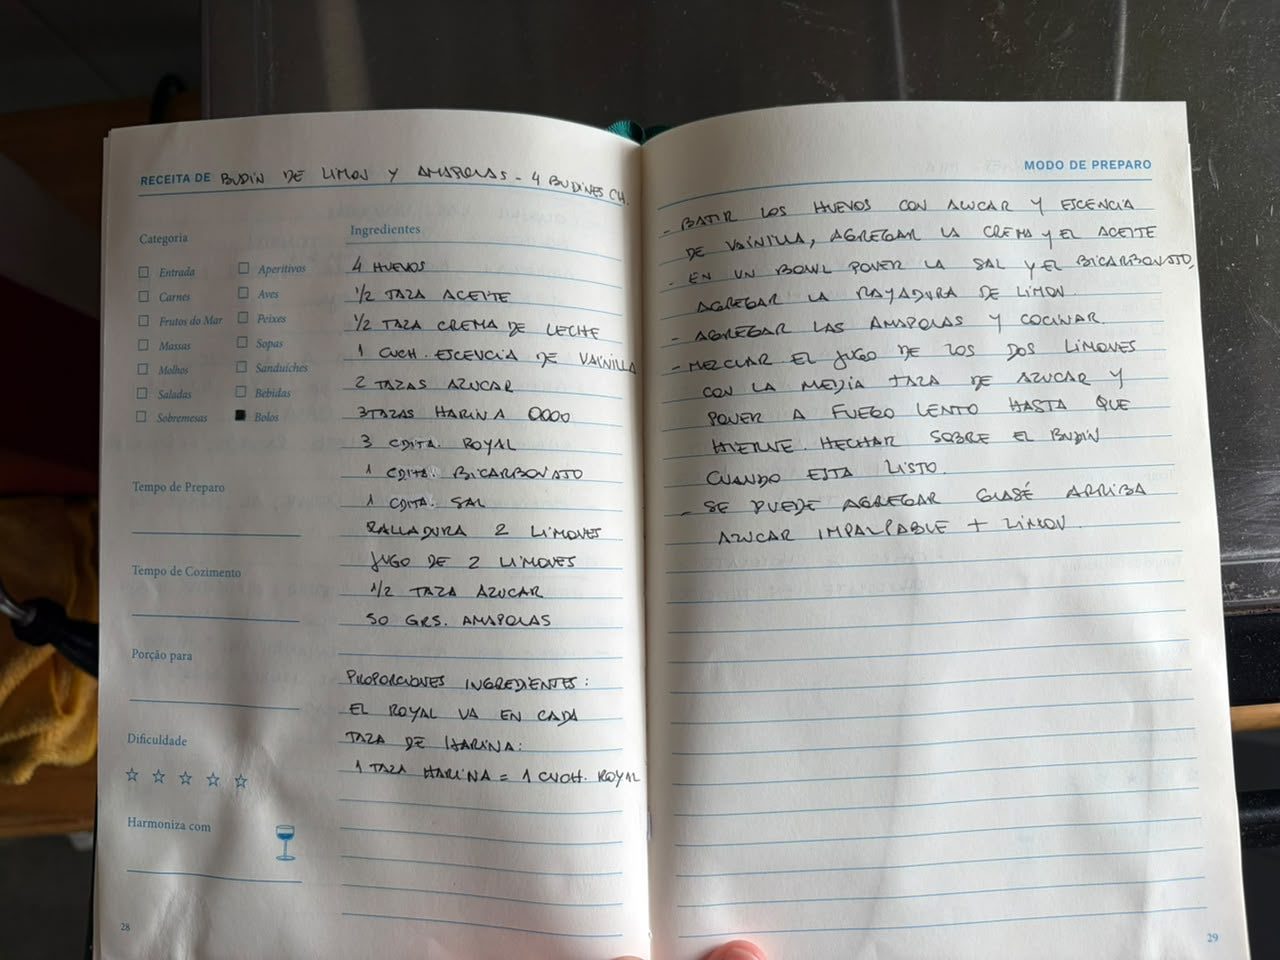 RECEITA DE BUDIN DE LIMON Y AMAPOLAS - 4 BUDINES CH.
Categoria
Entrada
Aperitivos
Carnes
Aves
Frutos do Mar
Peixes
Massas
Sopas
Molhos
Sanduiches
Saladas
Bebidas
Sobremesas
Bolos
Tempo de Preparo
Tempo de Cozimento
Porção para
Dificuldade
Harmoniza com
28
Ingredientes
4 HUEVOS
1/2 TAZA ACEITE
1/2 TAZA CREMA DE LECHE
1 CUCH. ESCENCIA DE VAINILLA
2 TAZAS AZUCAR
3 TAZAS HARINA 0000
3 CDITA. ROYAL
1 CDITA. BICARBONATO
1 CDITA. SAL
RALLADURA 2 LIMONES
JUGO DE 2 LIMONES
1/2 TAZA AZUCAR
50 GRS. AMAPOLAS
PROPORCIONES INGREDIENTES:
EL ROYAL VA EN CADA
TAZA DE HARINA:
1 TAZA HARINA = 1 CUCH. ROYAL
MODO DE PREPARO
- BATIR LOS HUEVOS CON AZUCAR Y ESCENCIA
DE VAINILLA, AGREGAR LA CREMA Y EL ACEITE
- EN UN BOWL PONER LA SAL Y EL BICARBONATO,
AGREGAR LA RAYADURA DE LIMON.
- AGREGAR LAS AMAPOLAS Y COCINAR.
- MEZCLAR EL JUGO DE LOS DOS LIMONES
CON LA MEDIA TAZA DE AZUCAR Y
PONER A FUEGO LENTO HASTA QUE
HIERVE. HECHAR SOBRE EL BUDIN
CUANDO ESTA LISTO.
- SE PUEDE AGREGAR GLASÉ ARRIBA
AZUCAR IMPALPABLE + LIMON.
29